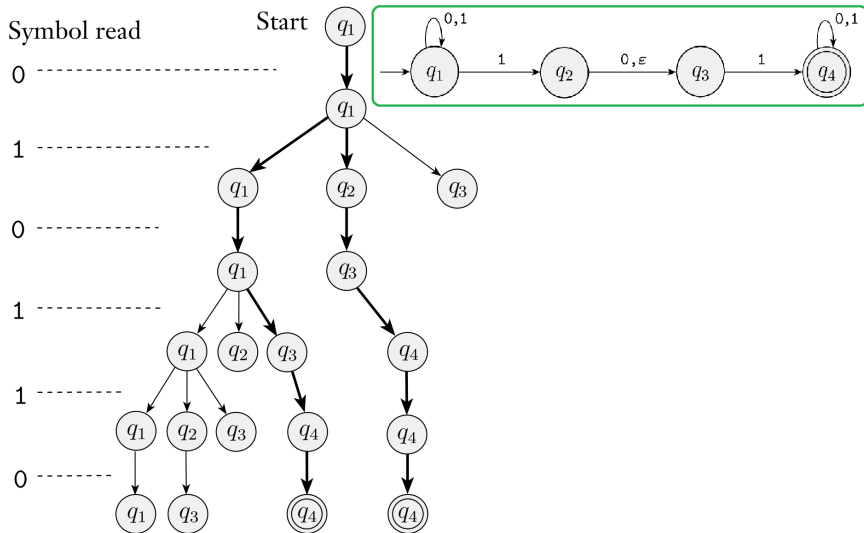 Symbol read
Start
q₁
0,1
0,1
q₁
1
q₂
0,ε
q₃
1
q₄
0
q₁
1
q₁
q₂
q₃
0
q₁
q₃
1
q₁
q₂
q₃
q₄
1
q₁
q₂
q₃
q₄
q₄
0
q₁
q₃
q₄
q₄